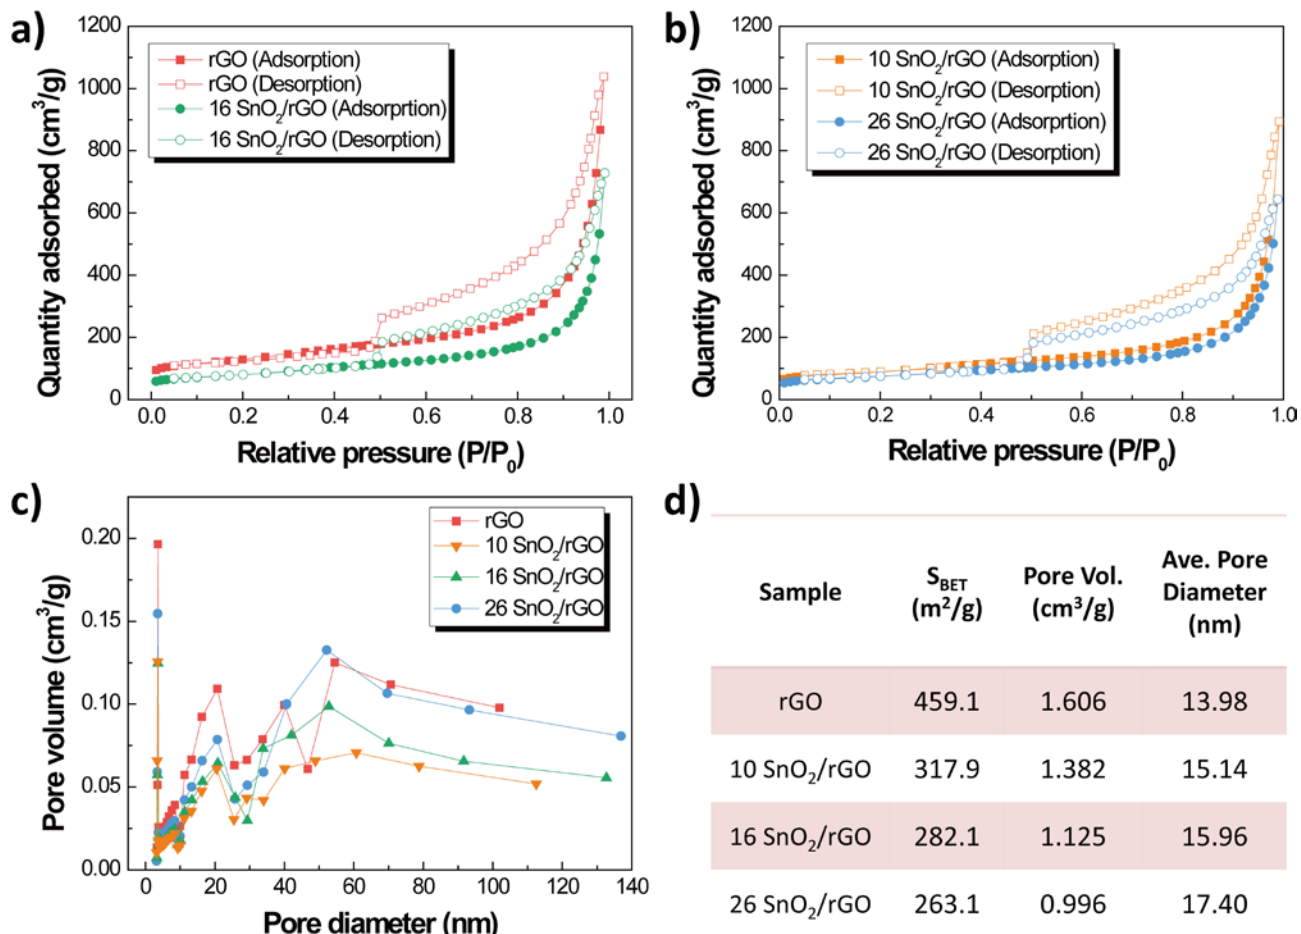 a)
1200
1000
800
600
400
200
0
Quantity adsorbed (cm³/g)
rGO (Adsorption)
rGO (Desorption)
16 SnO₂/rGO (Adsorprtion)
16 SnO₂/rGO (Desorption)
0.0 0.2 0.4 0.6 0.8 1.0
Relative pressure (P/P₀)
b)
1200
1000
800
600
400
200
0
Quantity adsorbed (cm³/g)
10 SnO₂/rGO (Adsorption)
10 SnO₂/rGO (Desorption)
26 SnO₂/rGO (Adsorption)
26 SnO₂/rGO (Desorption)
0.0 0.2 0.4 0.6 0.8 1.0
Relative pressure (P/P₀)
c)
0.20
0.15
0.10
0.05
0.00
Pore volume (cm³/g)
rGO
10 SnO₂/rGO
16 SnO₂/rGO
26 SnO₂/rGO
0 20 40 60 80 100 120 140
Pore diameter (nm)
d)
Sample S_BET (m²/g) Pore Vol. (cm³/g) Ave. Pore Diameter (nm)
rGO 459.1 1.606 13.98
10 SnO₂/rGO 317.9 1.382 15.14
16 SnO₂/rGO 282.1 1.125 15.96
26 SnO₂/rGO 263.1 0.996 17.40